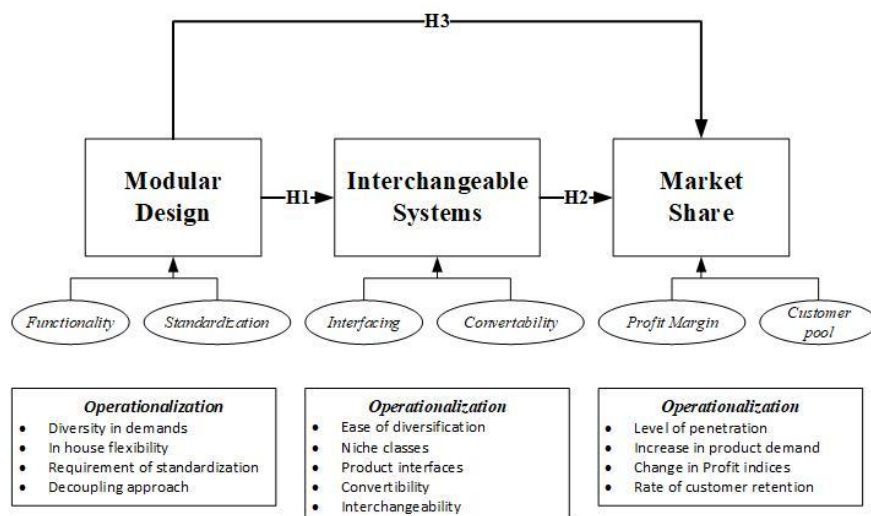 H3
Modular
Design
H1
Interchangeable
Systems
H2
Market
Share
Functionality
Standardization
Interfacing
Convertability
Profit Margin
Customer
pool
Operationalization
• Diversity in demands
• In house flexibility
• Requirement of standardization
• Decoupling approach
Operationalization
• Ease of diversification
• Niche classes
• Product interfaces
• Convertibility
• Interchangeability
Operationalization
• Level of penetration
• Increase in product demand
• Change in Profit indices
• Rate of customer retention